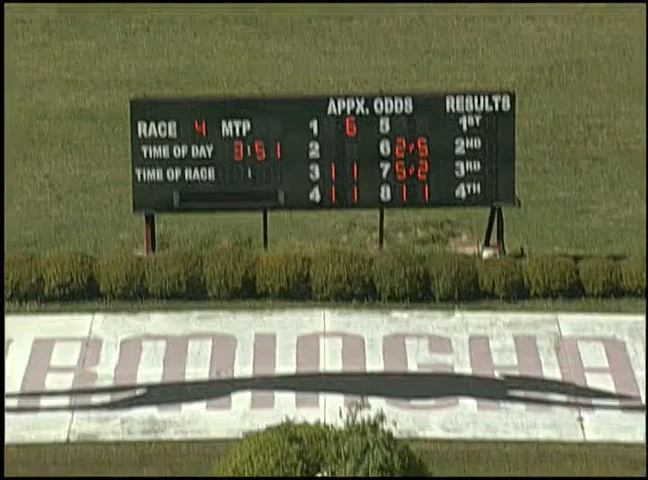 APPX. ODDS RESULTS
RACE 4 MTP 1 6 5 1ST
TIME OF DAY 3:51 2 6 2-5 2ND
TIME OF RACE : 3 11 7 5-2 3RD
4 11 8 11 4TH
BIRMINGHA